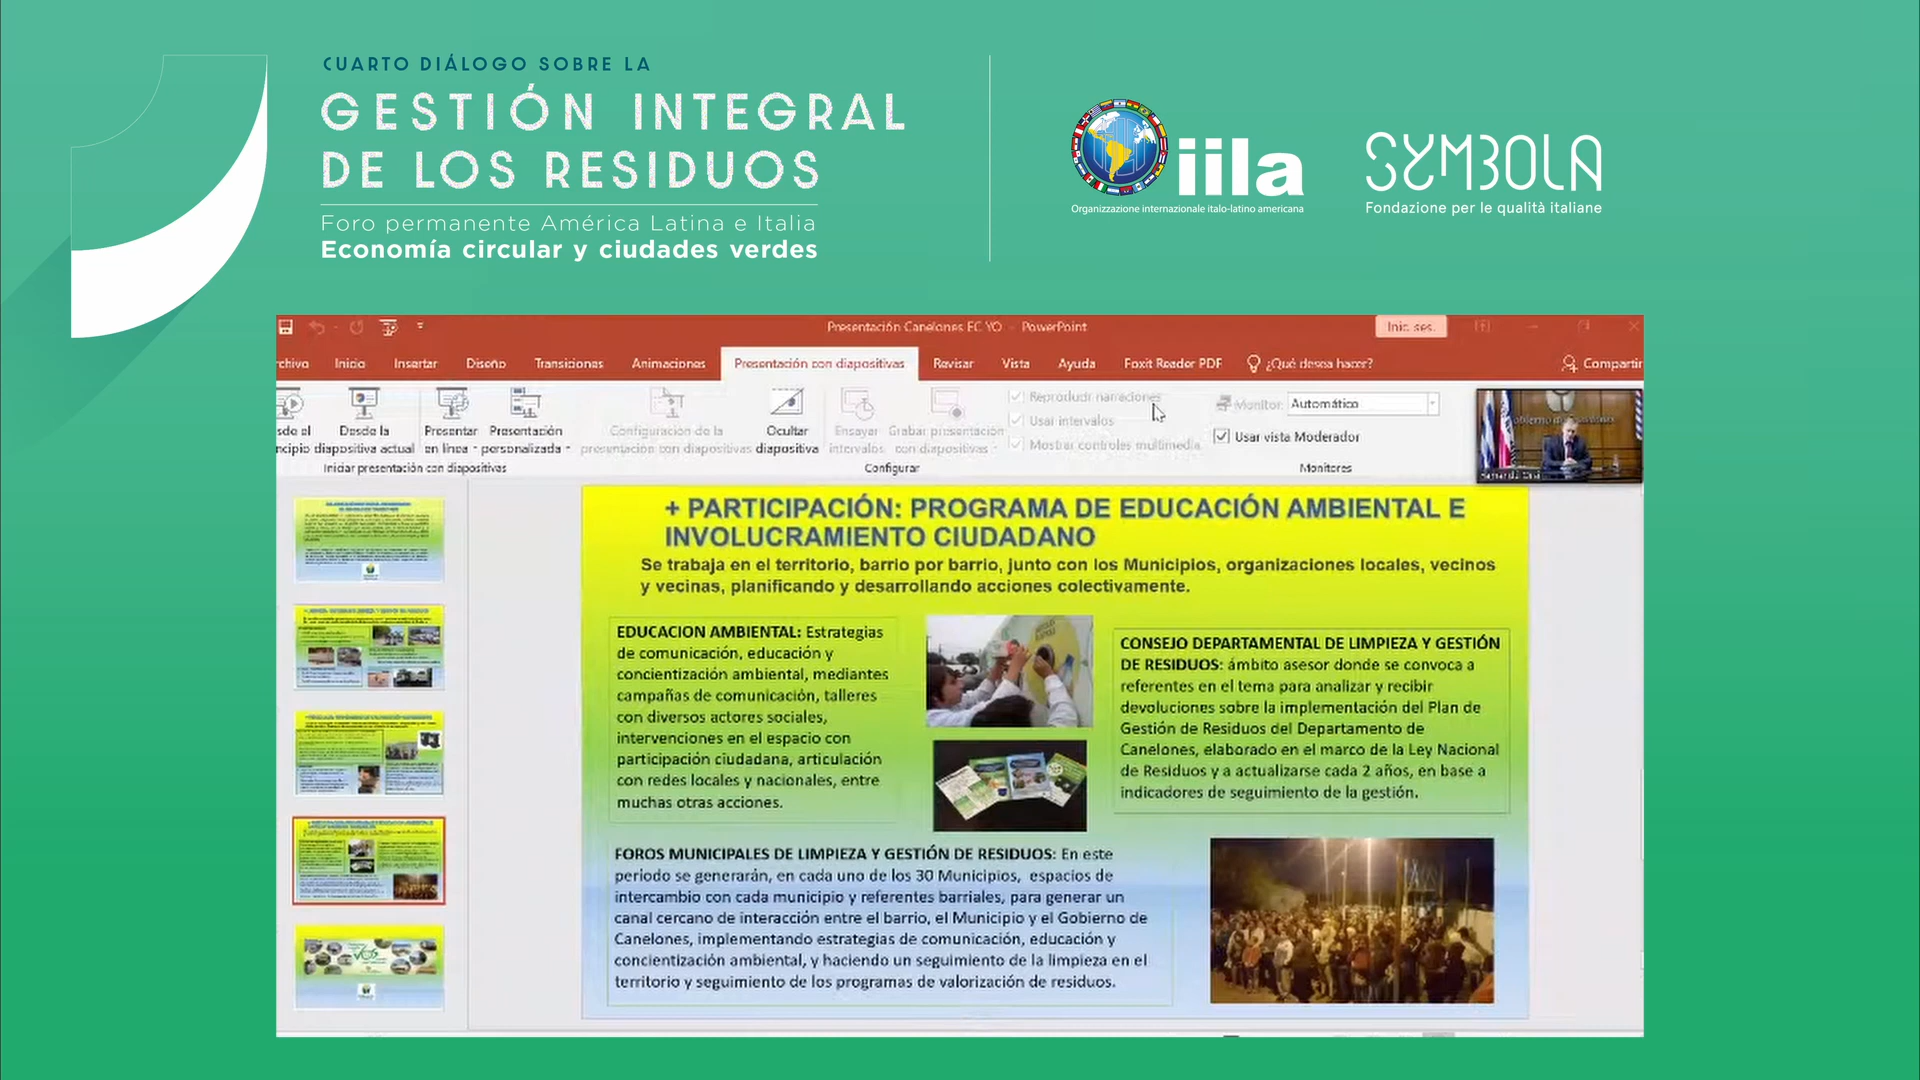 CUARTO DIÁLOGO SOBRE LA
GESTIÓN INTEGRAL
DE LOS RESIDUOS
Foro permanente América Latina e Italia
Economía circular y ciudades verdes
iila
Organizzazione internazionale italo-latino americana
SYMBOLA
Fondazione per le qualità italiane
Presentación Canelones EC YO - PowerPoint
Inic. ses.
rchivo
Inicio
Insertar
Diseño
Transiciones
Animaciones
Presentación con diapositivas
Revisar
Vista
Ayuda
Foxit Reader PDF
¿Qué desea hacer?
Compartir
sde el
ncipio
Desde la
diapositiva actual
Presentar
en línea
Presentación
personalizada
Iniciar presentación con diapositivas
Configuración de la
presentación con diapositivas
Ocultar
diapositiva
Ensayar
intervalos
Grabar presentación
con diapositivas
Reproducir narraciones
Usar intervalos
Mostrar controles multimedia
Configurar
Monitor:
Automático
Usar vista Moderador
Monitores
+ PARTICIPACIÓN: PROGRAMA DE EDUCACIÓN AMBIENTAL E
INVOLUCRAMIENTO CIUDADANO
Se trabaja en el territorio, barrio por barrio, junto con los Municipios, organizaciones locales, vecinos
y vecinas, planificando y desarrollando acciones colectivamente.
EDUCACION AMBIENTAL: Estrategias
de comunicación, educación y
concientización ambiental, mediantes
campañas de comunicación, talleres
con diversos actores sociales,
intervenciones en el espacio con
participación ciudadana, articulación
con redes locales y nacionales, entre
muchas otras acciones.
CONSEJO DEPARTAMENTAL DE LIMPIEZA Y GESTIÓN
DE RESIDUOS: ámbito asesor donde se convoca a
referentes en el tema para analizar y recibir
devoluciones sobre la implementación del Plan de
Gestión de Residuos del Departamento de
Canelones, elaborado en el marco de la Ley Nacional
de Residuos y a actualizarse cada 2 años, en base a
indicadores de seguimiento de la gestión.
FOROS MUNICIPALES DE LIMPIEZA Y GESTIÓN DE RESIDUOS: En este
periodo se generarán, en cada uno de los 30 Municipios, espacios de
intercambio con cada municipio y referentes barriales, para generar un
canal cercano de interacción entre el barrio, el Municipio y el Gobierno de
Canelones, implementando estrategias de comunicación, educación y
concientización ambiental, y haciendo un seguimiento de la limpieza en el
territorio y seguimiento de los programas de valorización de residuos.